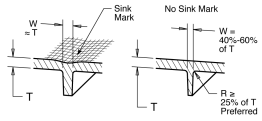 W
≈ T
Sink
Mark
T
No Sink Mark
W =
40%-60%
of T
R ≥
25% of T
Preferred
T